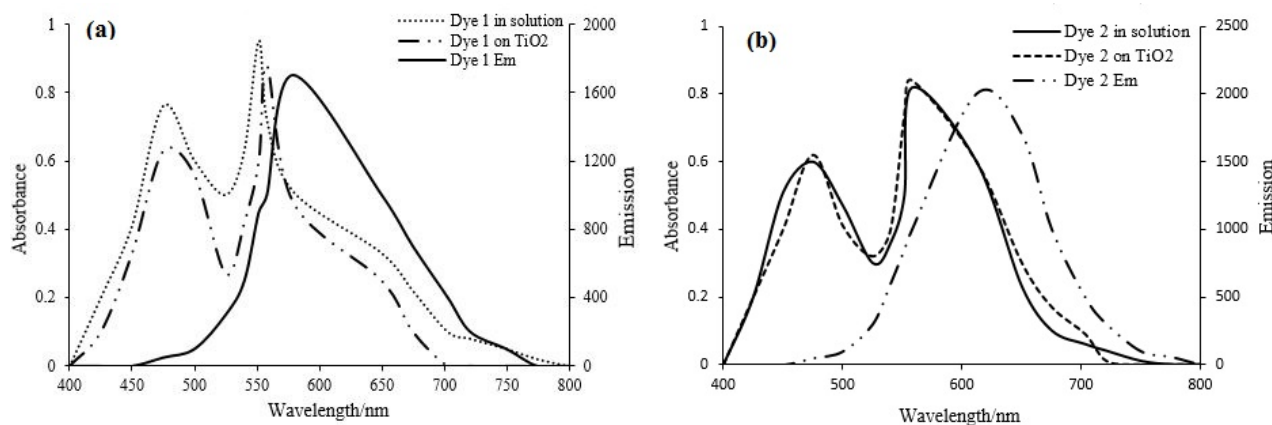 (a)
Dye 1 in solution
Dye 1 on TiO2
Dye 1 Em
Absorbance
1
0.8
0.6
0.4
0.2
0
2000
1600
1200
800
400
0
Emission
400 450 500 550 600 650 700 750 800
Wavelength/nm
(b)
Dye 2 in solution
Dye 2 on TiO2
Dye 2 Em
Absorbance
1
0.8
0.6
0.4
0.2
0
2500
2000
1500
1000
500
0
Emission
400 500 600 700 800
Wavelength/nm